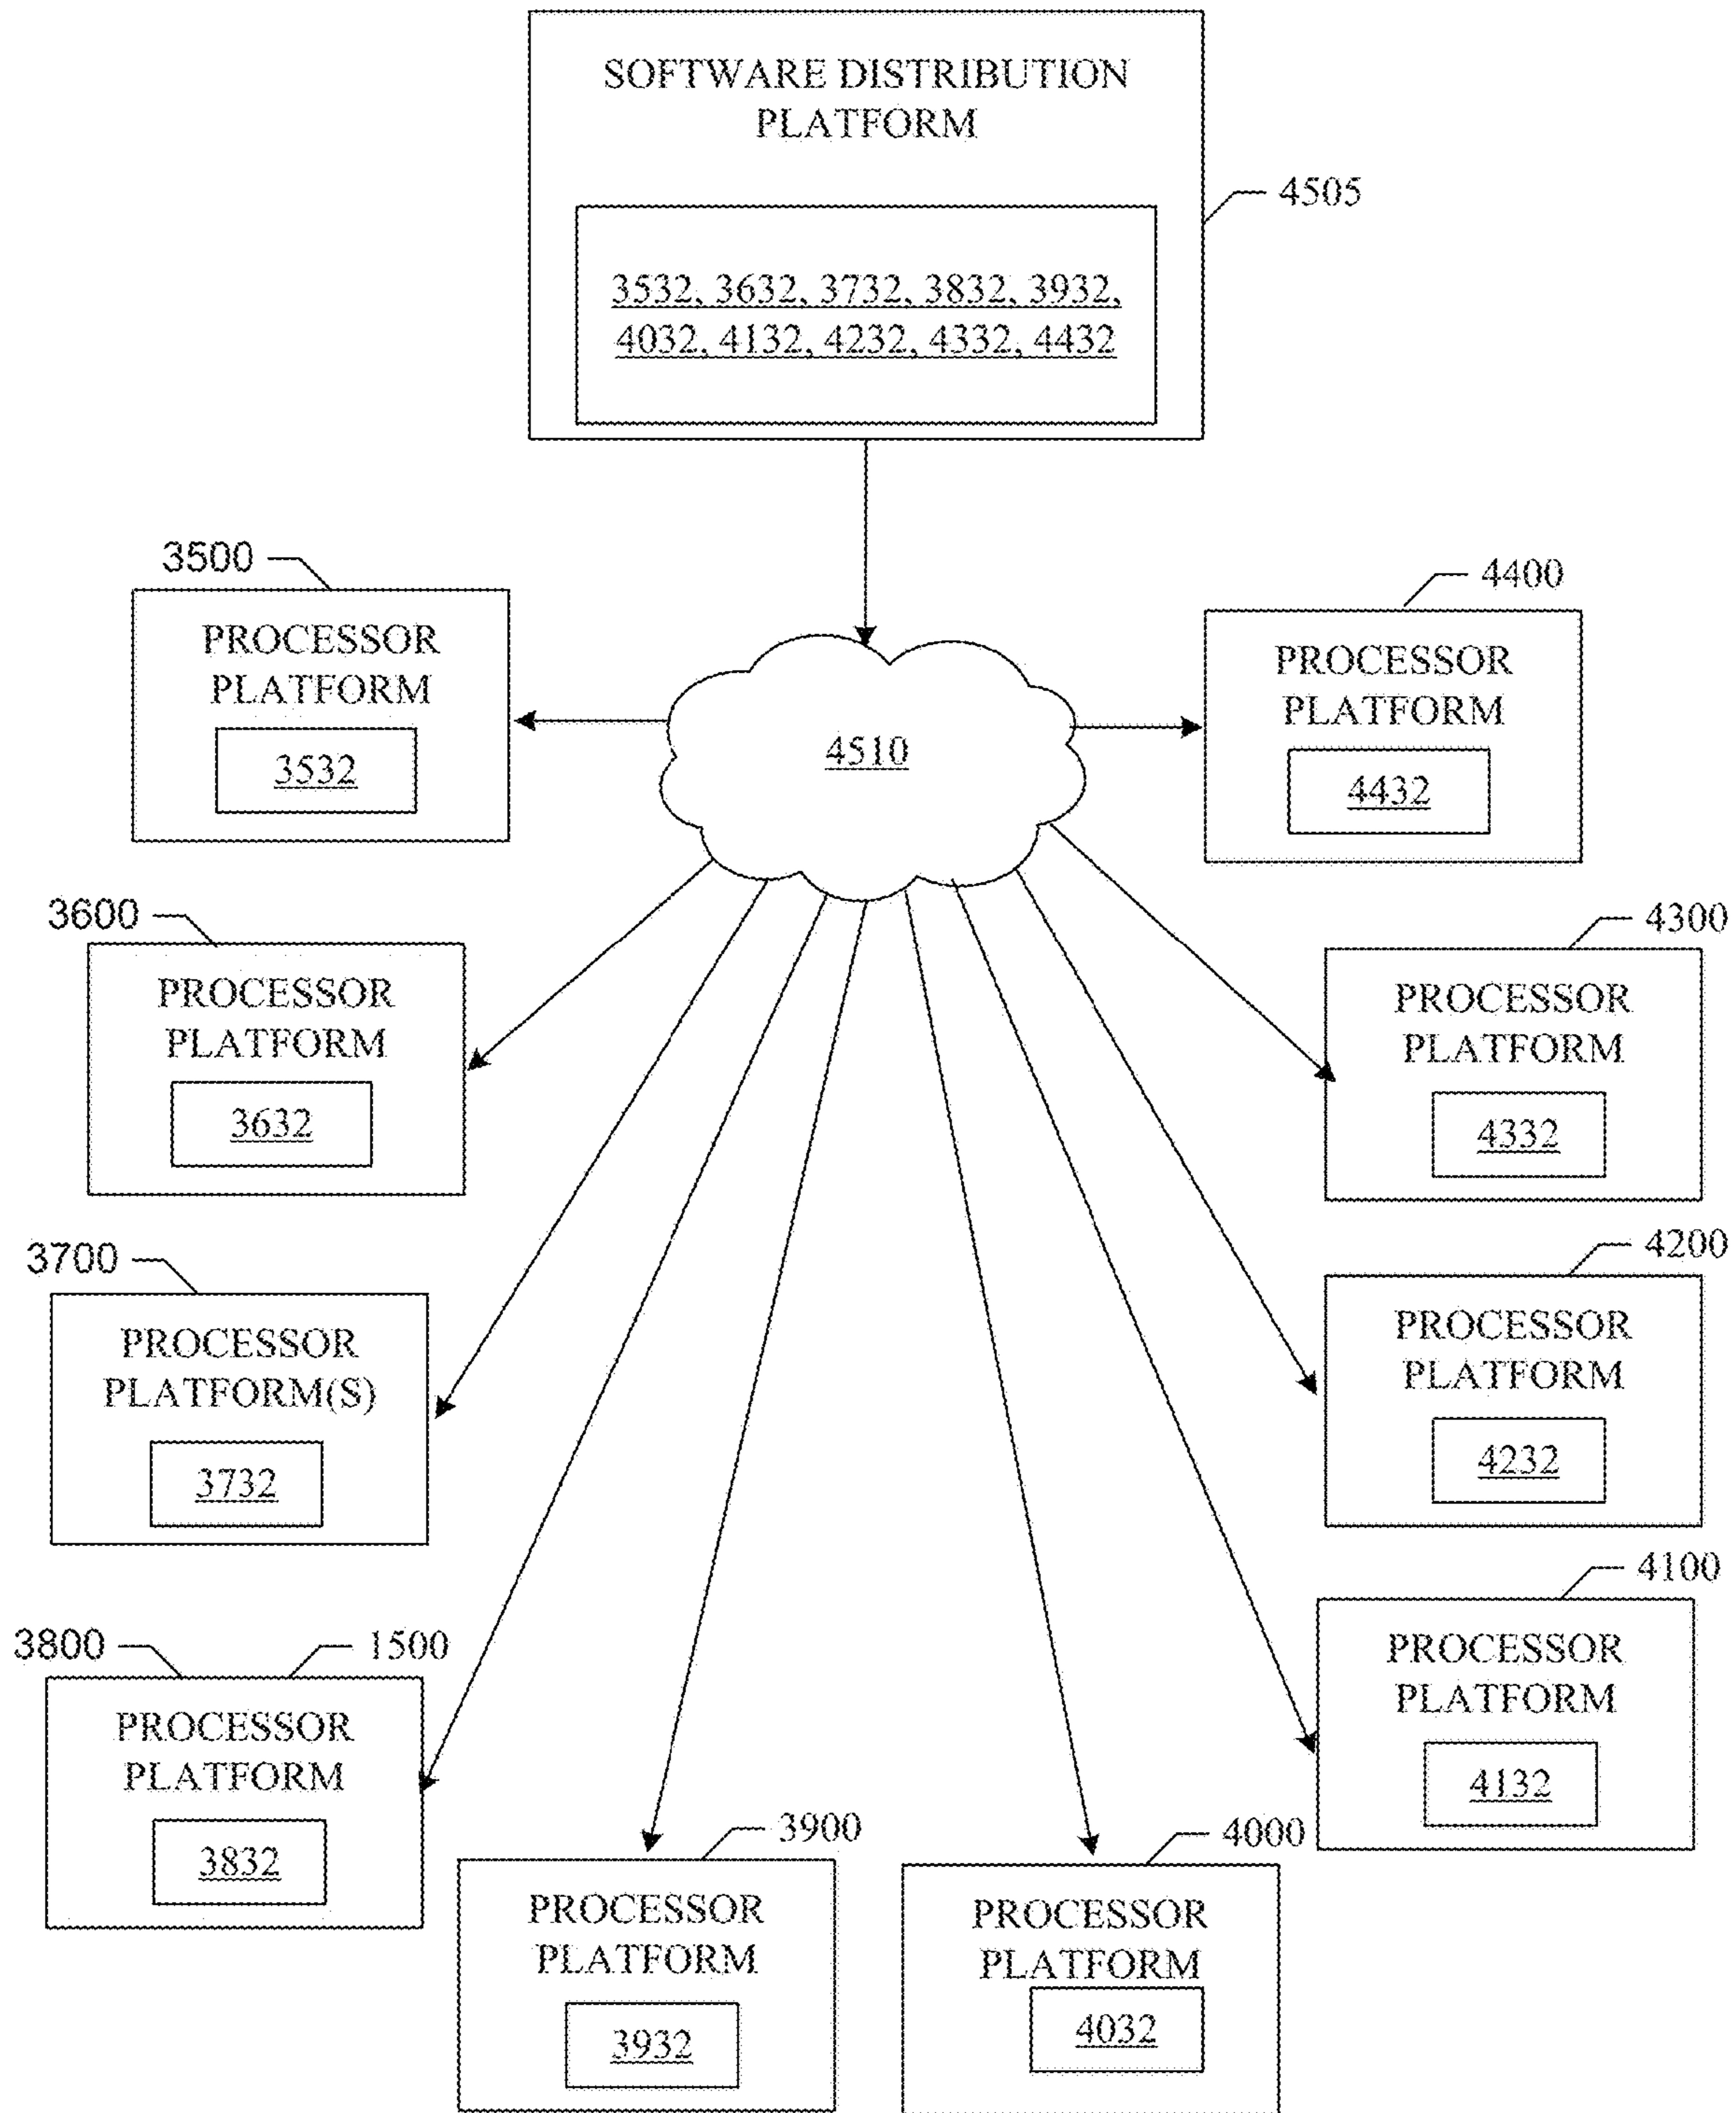 SOFTWARE DISTRIBUTION
PLATFORM
4505
3532, 3632, 3732, 3832, 3932,
4032, 4132, 4232, 4332, 4432
3500
PROCESSOR
PLATFORM
3532
4400
PROCESSOR
PLATFORM
4432
4510
3600
PROCESSOR
PLATFORM
3632
4300
PROCESSOR
PLATFORM
4332
3700
PROCESSOR
PLATFORM(S)
3732
4200
PROCESSOR
PLATFORM
4232
3800
1500
PROCESSOR
PLATFORM
3832
4100
PROCESSOR
PLATFORM
4132
3900
PROCESSOR
PLATFORM
3932
4000
PROCESSOR
PLATFORM
4032